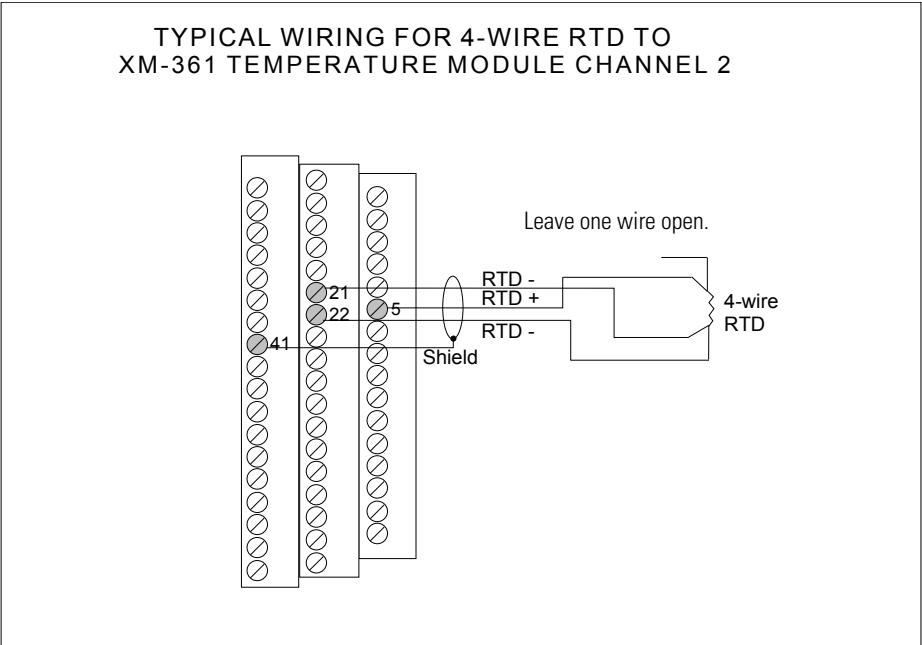 TYPICAL WIRING FOR 4-WIRE RTD TO
XM-361 TEMPERATURE MODULE CHANNEL 2
Leave one wire open.
RTD -
21
RTD +
5
4-wire
RTD
22
RTD -
41
Shield